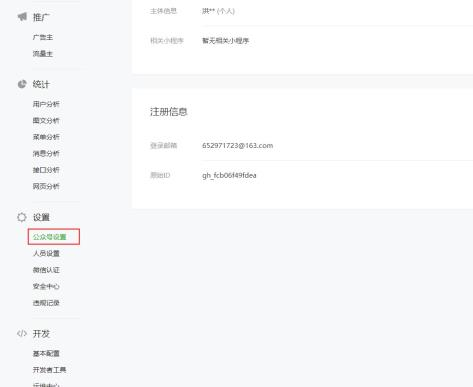 推广
广告主
流量主
统计
用户分析
图文分析
菜单分析
消息分析
接口分析
网页分析
设置
公众号设置
人员设置
微信认证
安全中心
违规记录
开发
基本配置
开发者工具
运维中心
主体信息 洪** (个人)
相关小程序 暂无相关小程序
注册信息
登录邮箱 652971723@163.com
原始ID gh_fcb06f49fdea